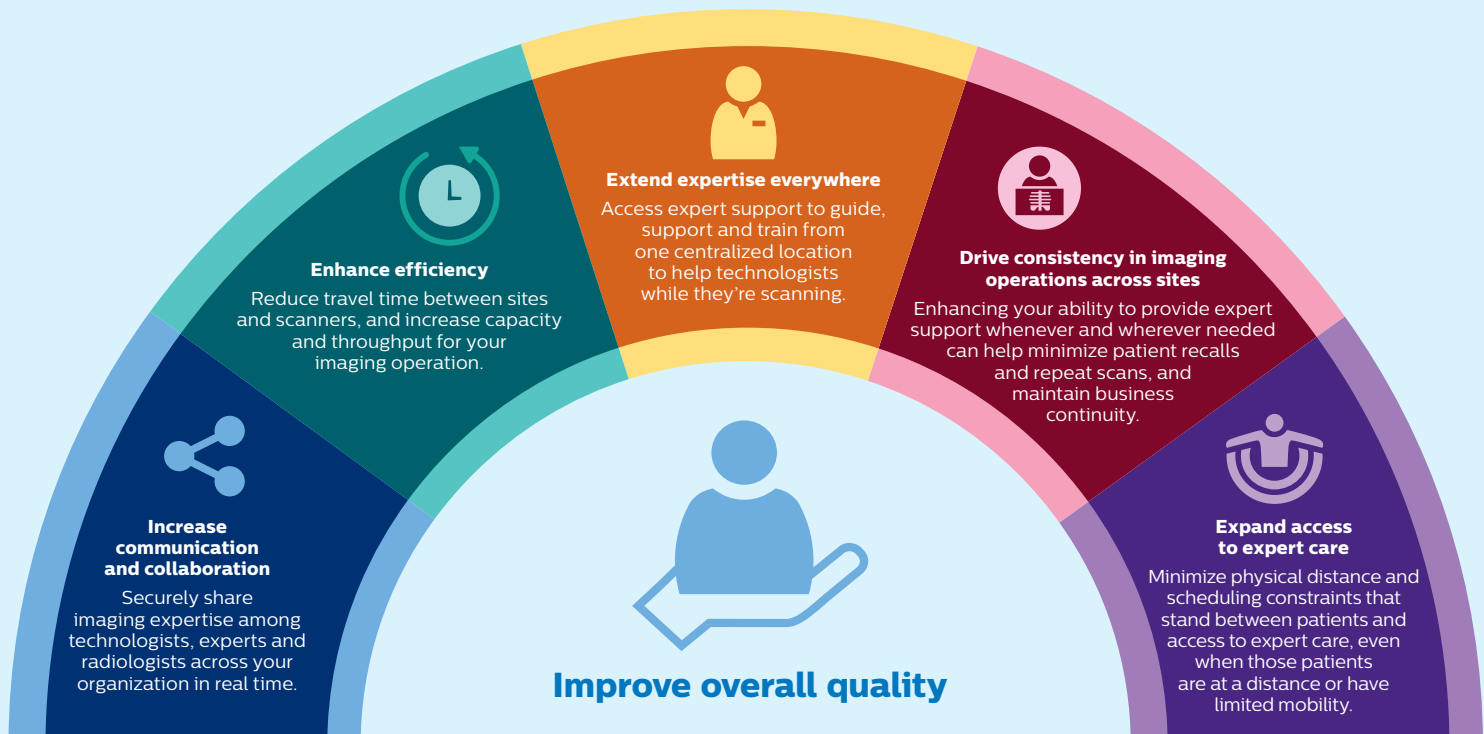 Increase
communication
and collaboration
Securely share
imaging expertise among
technologists, experts and
radiologists across your
organization in real time.
Enhance efficiency
Reduce travel time between sites
and scanners, and increase capacity
and throughput for your
imaging operation.
Extend expertise everywhere
Access expert support to guide,
support and train from
one centralized location
to help technologists
while they're scanning.
Drive consistency in imaging
operations across sites
Enhancing your ability to provide expert
support whenever and wherever needed
can help minimize patient recalls
and repeat scans, and
maintain business
continuity.
Expand access
to expert care
Minimize physical distance and
scheduling constraints that
stand between patients and
access to expert care, even
when those patients
are at a distance or have
limited mobility.
Improve overall quality